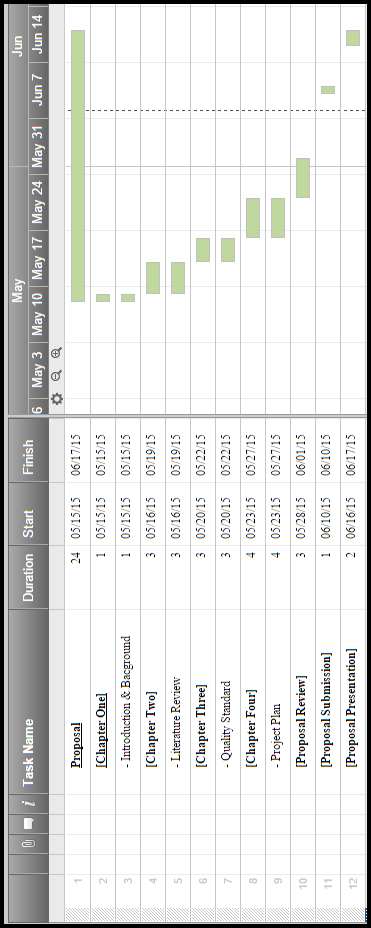 Task Name Duration Start Finish 6 May 3 May 10 May 17 May 24 May 31 Jun 7 Jun 14
May Jun
1 Proposal 24 05/15/15 06/17/15
2 [Chapter One] 1 05/15/15 05/15/15
3 - Introduction & Bacground 1 05/15/15 05/15/15
4 [Chapter Two] 3 05/16/15 05/19/15
5 - Literature Review 3 05/16/15 05/19/15
6 [Chapter Three] 3 05/20/15 05/22/15
7 - Quality Standard 3 05/20/15 05/22/15
8 [Chapter Four] 4 05/23/15 05/27/15
9 - Project Plan 4 05/23/15 05/27/15
10 [Proposal Review] 3 05/28/15 06/01/15
11 [Proposal Submission] 1 06/10/15 06/10/15
12 [Proposal Presentation] 2 06/16/15 06/17/15